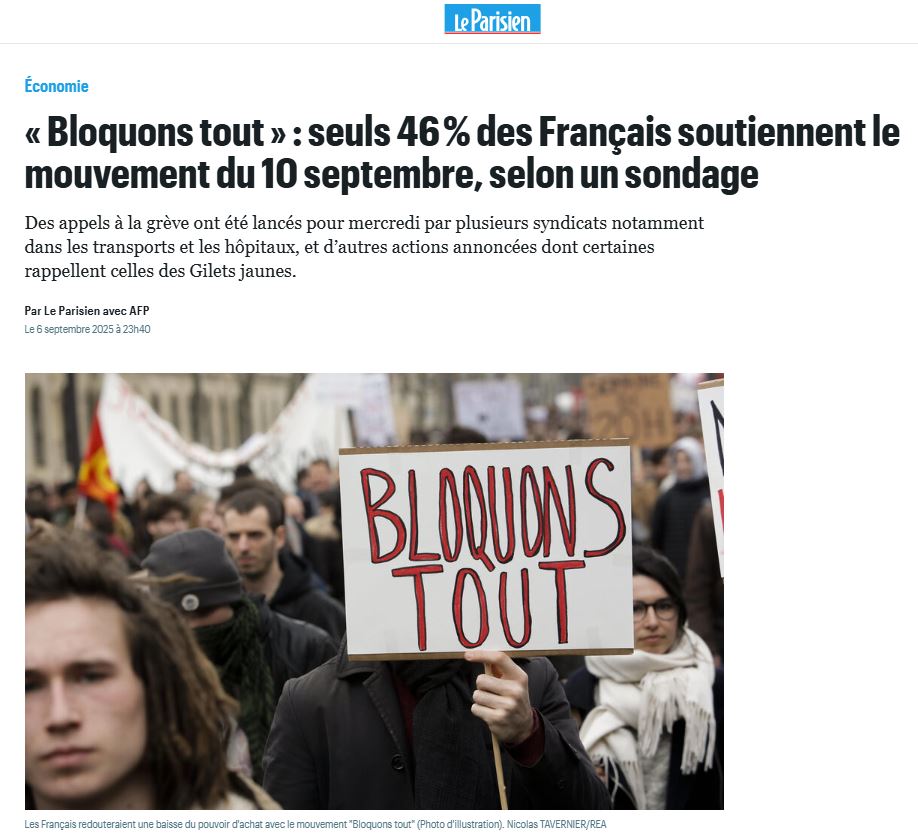 Le Parisien
Économie
« Bloquons tout » : seuls 46 % des Français soutiennent le
mouvement du 10 septembre, selon un sondage
Des appels à la grève ont été lancés pour mercredi par plusieurs syndicats notamment
dans les transports et les hôpitaux, et d’autres actions annoncées dont certaines
rappellent celles des Gilets jaunes.
Par Le Parisien avec AFP
Le 6 septembre 2025 à 23h40
20H
BLOQUONS
TOUT
Les Français redouteraient une baisse du pouvoir d'achat avec le mouvement "Bloquons tout" (Photo d'illustration). Nicolas TAVERNIER/REA